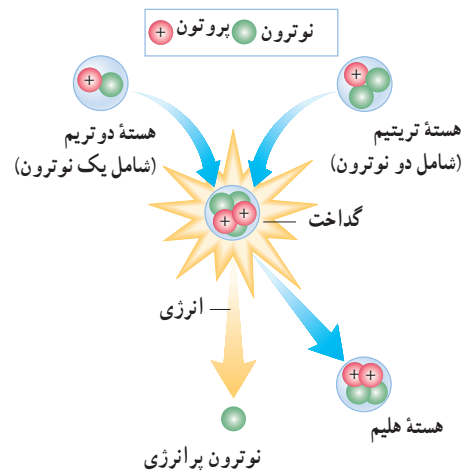 نوترون
پروتون
هستهٔ تریتیم
(شامل دو نوترون)
هستهٔ دوتریم
(شامل یک نوترون)
گداخت
انرژی
هستهٔ هلیم
نوترون پرانرژی
+
+
+
+
+
+
+